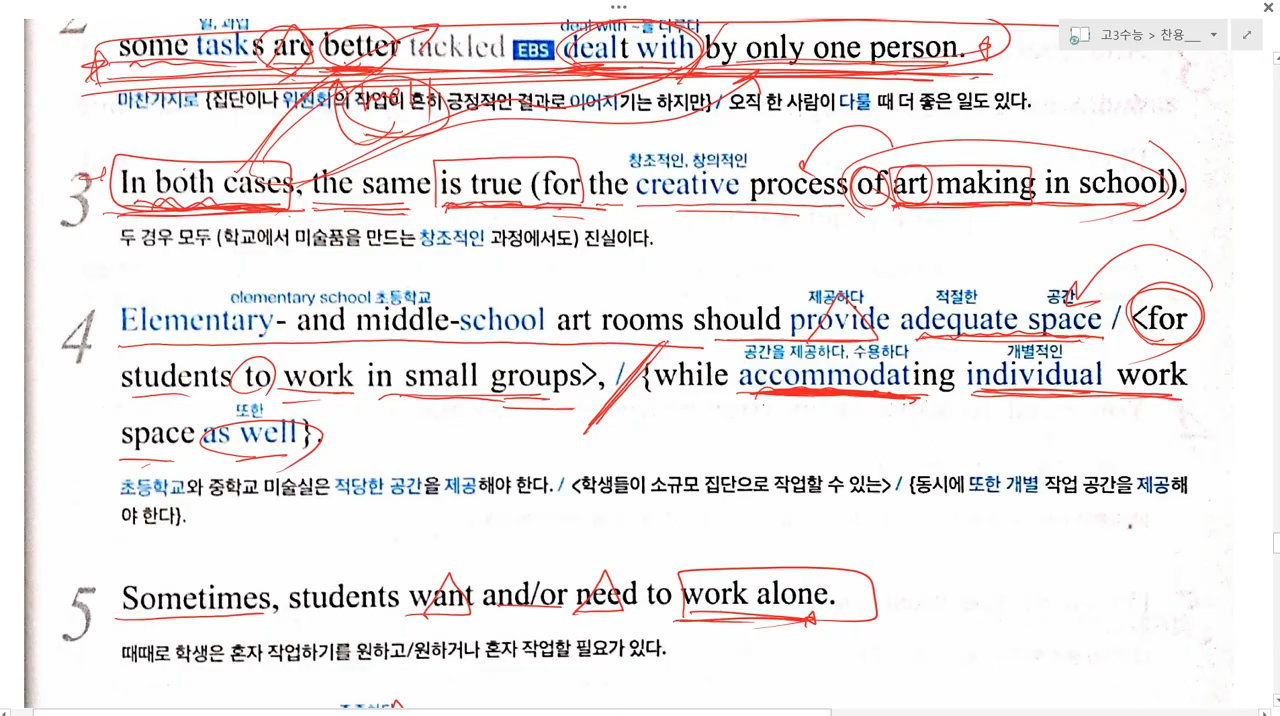 고3수능 > 찬용__
2
일, 과업 deal with ~를 다루다
some tasks are better tackled EBS dealt with by only one person.
마찬가지로 {집단이나 위원회의 작업이 흔히 긍정적인 결과로 이어지기는 하지만} / 오직 한 사람이 다룰 때 더 좋은 일도 있다.
창조적인, 창의적인
3 In both cases, the same is true (for the creative process of art making in school).
두 경우 모두 (학교에서 미술품을 만드는 창조적인 과정에서도) 진실이다.
elementary school 초등학교 제공하다 적절한 공간
4 Elementary- and middle-school art rooms should provide adequate space / <for
공간을 제공하다, 수용하다 개별적인
students to work in small groups>, / {while accommodating individual work
또한
space as well}.
초등학교와 중학교 미술실은 적당한 공간을 제공해야 한다. / <학생들이 소규모 집단으로 작업할 수 있는> / {동시에 또한 개별 작업 공간을 제공해
야 한다}.
5 Sometimes, students want and/or need to work alone.
때때로 학생은 혼자 작업하기를 원하고/원하거나 혼자 작업할 필요가 있다.